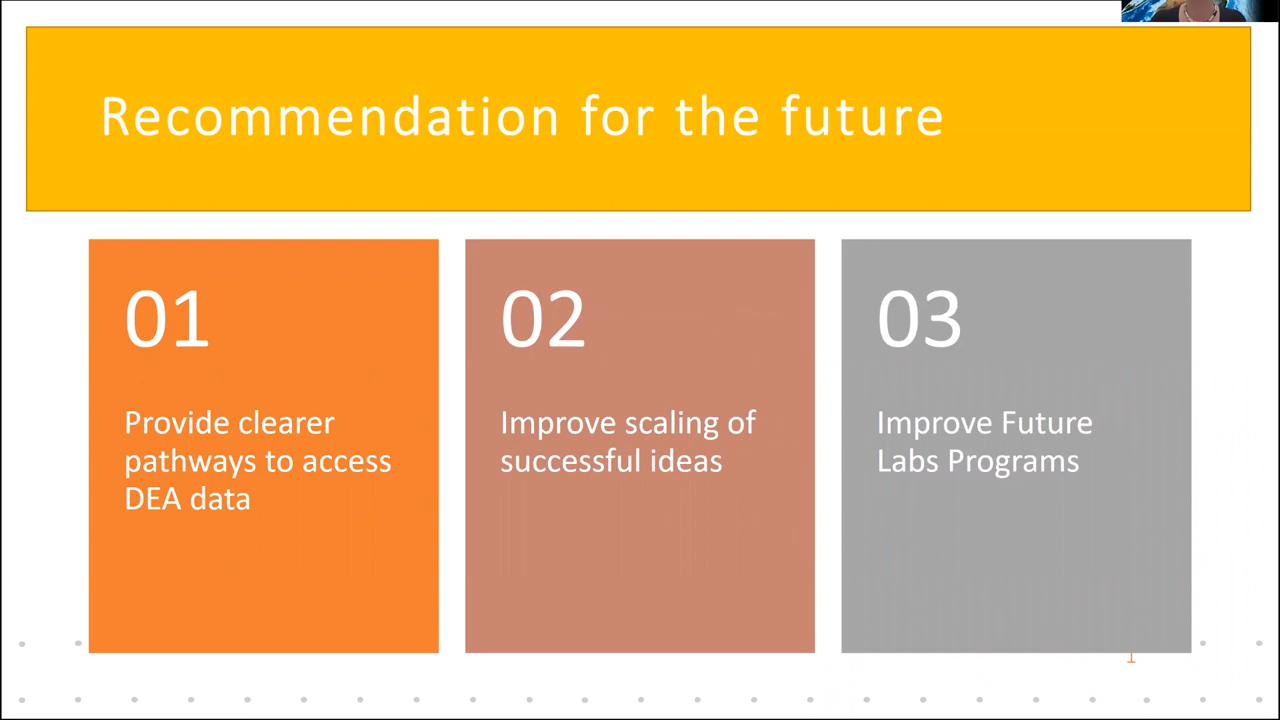 Recommendation for the future
01
Provide clearer
pathways to access
DEA data
02
Improve scaling of
successful ideas
03
Improve Future
Labs Programs